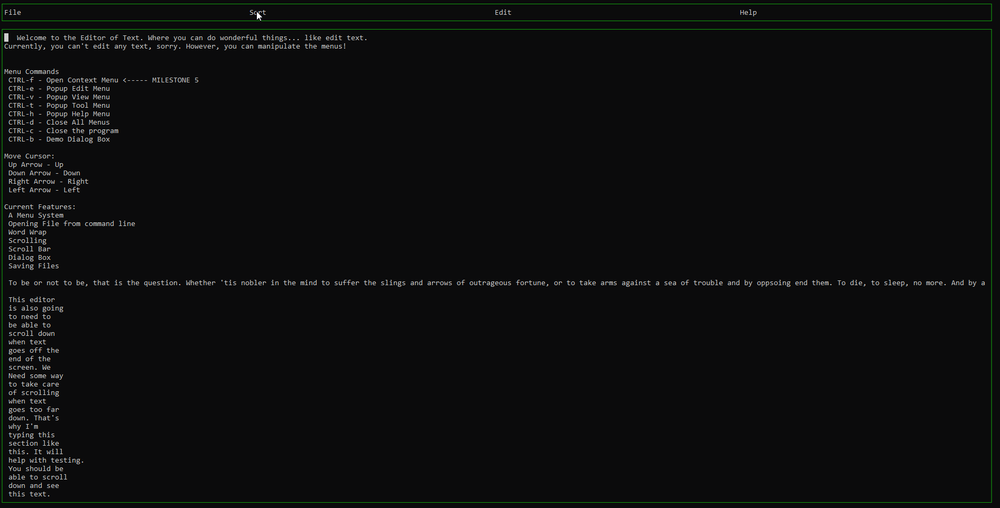 File Sort Edit Help
Welcome to the Editor of Text. Where you can do wonderful things... like edit text.
Currently, you can't edit any text, sorry. However, you can manipulate the menus!
Menu Commands
CTRL-f - Open Context Menu <----- MILESTONE 5
CTRL-e - Popup Edit Menu
CTRL-v - Popup View Menu
CTRL-t - Popup Tool Menu
CTRL-h - Popup Help Menu
CTRL-d - Close All Menus
CTRL-c - Close the program
CTRL-b - Demo Dialog Box
Move Cursor:
Up Arrow - Up
Down Arrow - Down
Right Arrow - Right
Left Arrow - Left
Current Features:
A Menu System
Opening File from command line
Word Wrap
Scrolling
Scroll Bar
Dialog Box
Saving Files
To be or not to be, that is the question. Whether 'tis nobler in the mind to suffer the slings and arrows of outrageous fortune, or to take arms against a sea of trouble and by oppsoing end them. To die, to sleep, no more. And by a
This editor
is also going
to need to
be able to
scroll down
when text
goes off the
end of the
screen. We
Need some way
to take care
of scrolling
when text
goes too far
down. That's
why I'm
typing this
section like
this. It will
help with testing.
You should be
able to scroll
down and see
this text.